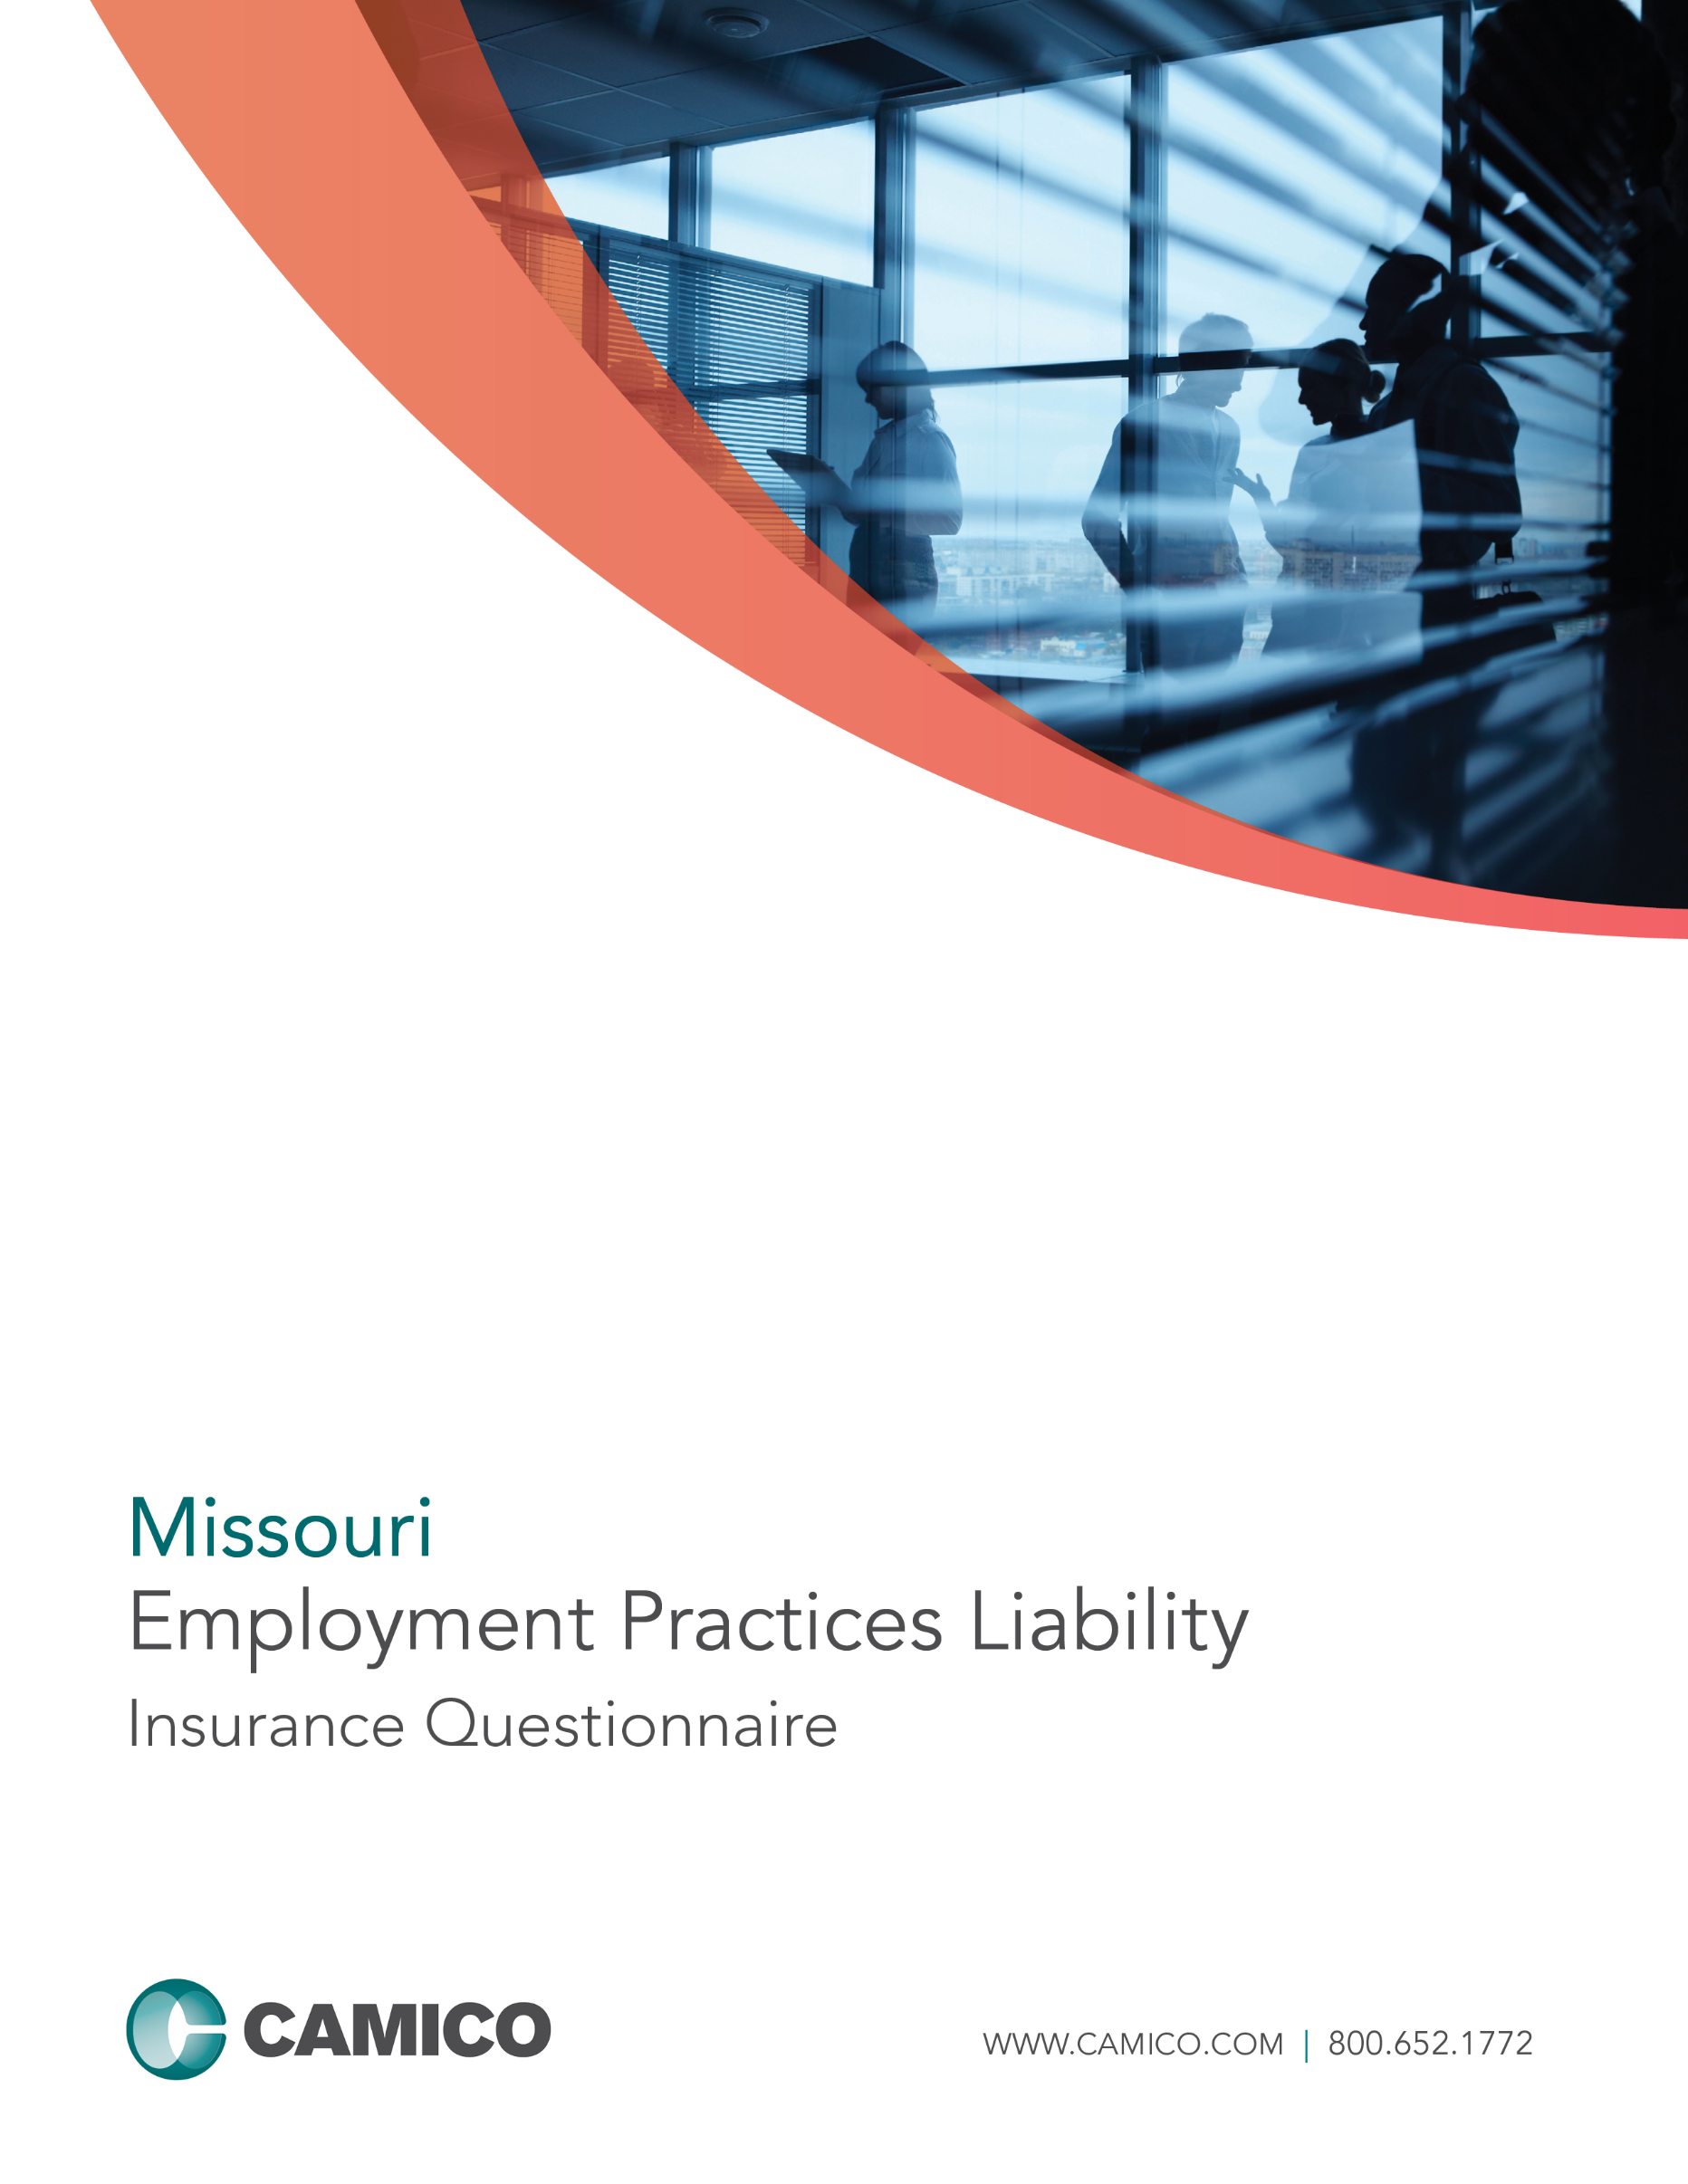 Missouri
Employment Practices Liability
Insurance Questionnaire
CAMICO
WWW.CAMICO.COM | 800.652.1772